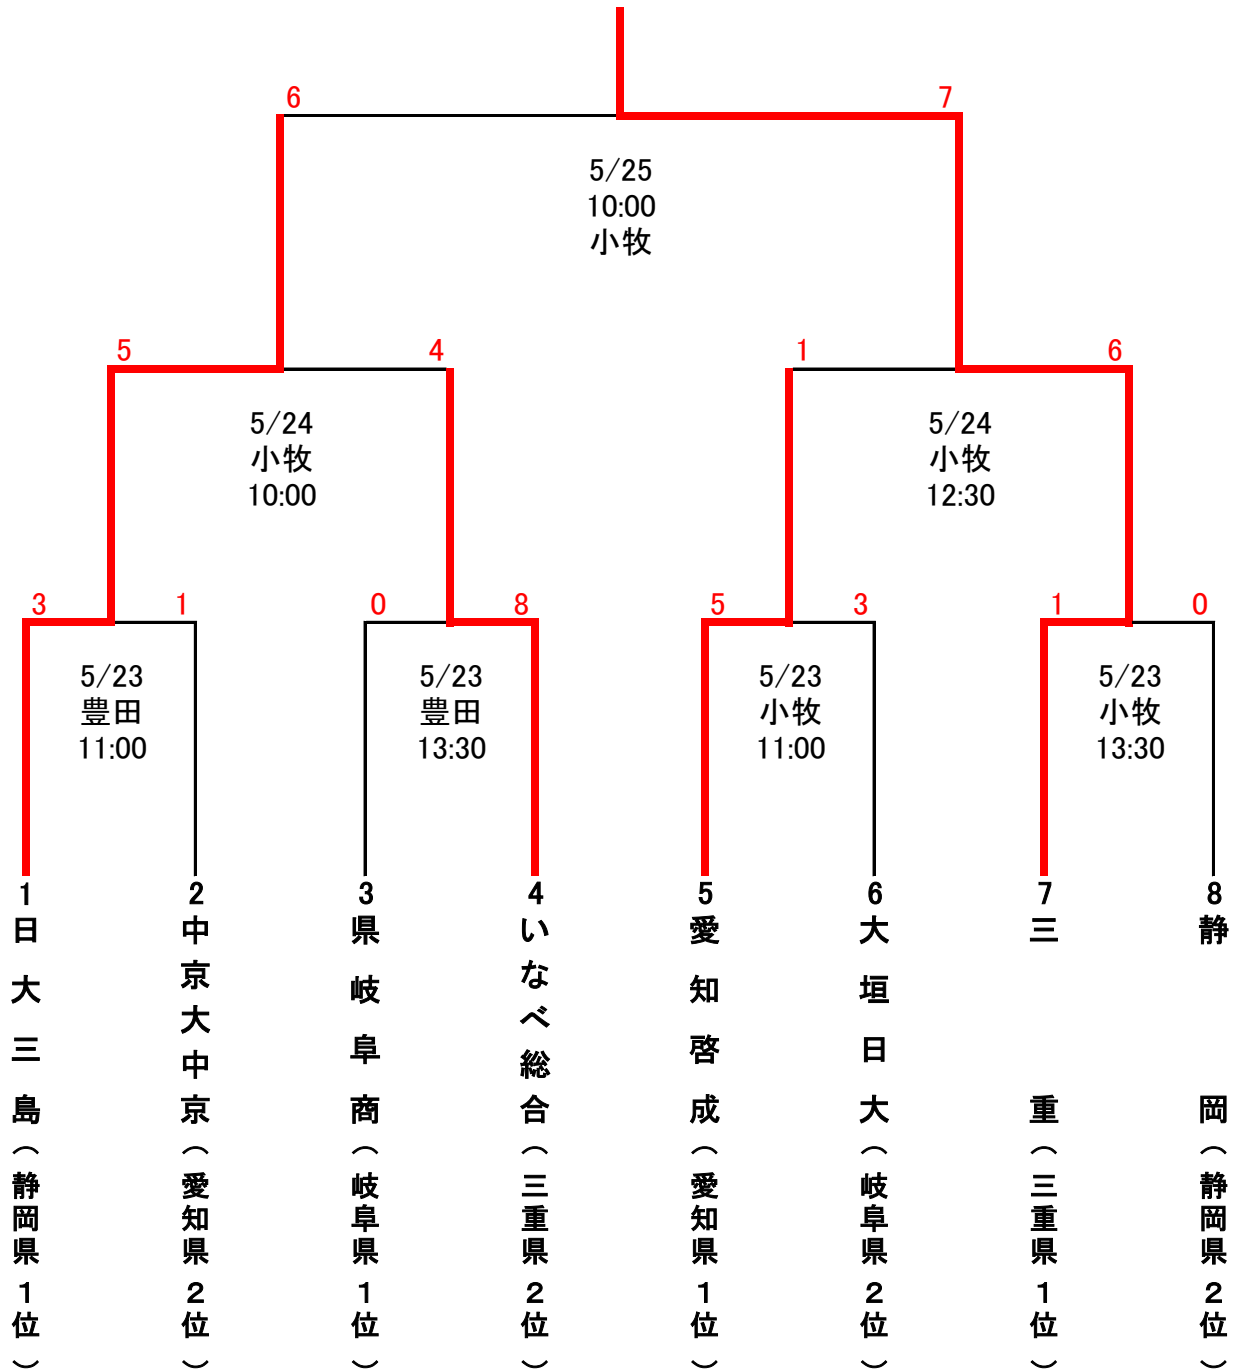 6
7
5/25
10:00
小牧
5
4
1
6
5/24
小牧
10:00
5/24
小牧
12:30
3
1
0
8
5
3
1
0
5/23
豊田
11:00
5/23
豊田
13:30
5/23
小牧
11:00
5/23
小牧
13:30
1
日大三島(静岡県1位)
2
中京大中京(愛知県2位)
3
県岐阜商(岐阜県1位)
4
いなべ総合(三重県2位)
5
愛知啓成(愛知県1位)
6
大垣日大(岐阜県2位)
7
三重(三重県1位)
8
静岡(静岡県2位)